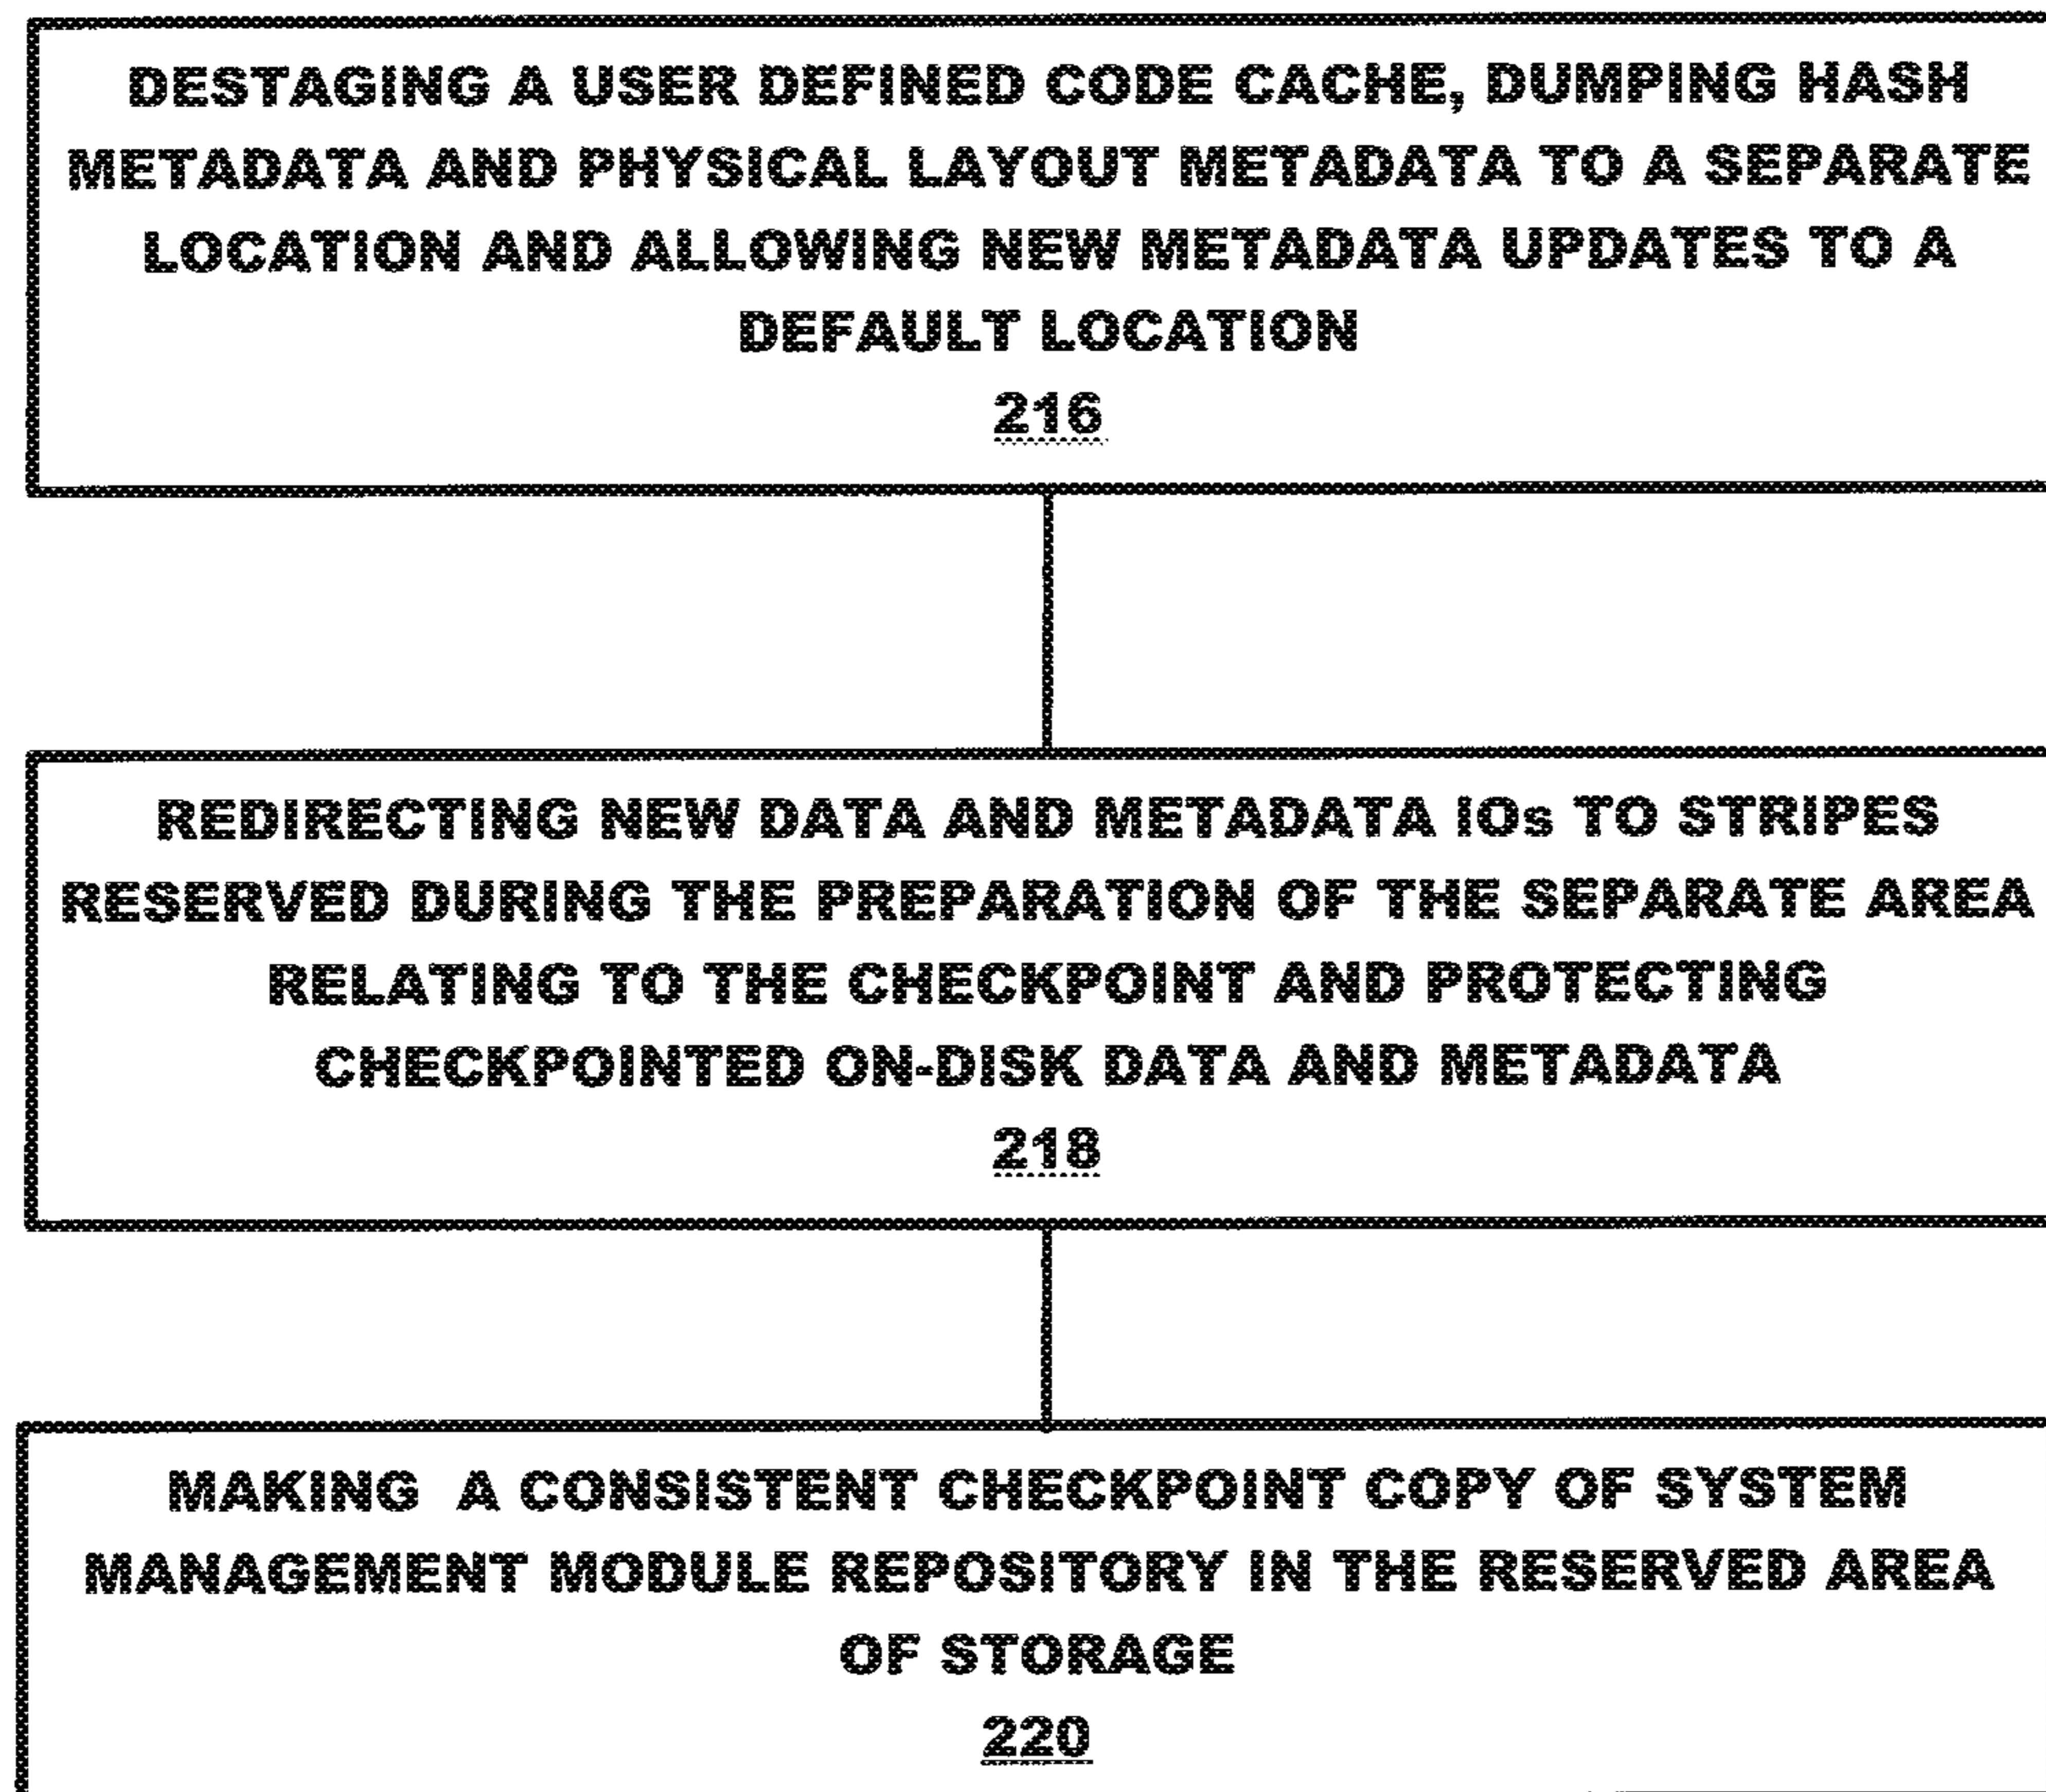 DESTAGING A USER DEFINED CODE CACHE, DUMPING HASH
METADATA AND PHYSICAL LAYOUT METADATA TO A SEPARATE
LOCATION AND ALLOWING NEW METADATA UPDATES TO A
DEFAULT LOCATION
216
REDIRECTING NEW DATA AND METADATA IOs TO STRIPES
RESERVED DURING THE PREPARATION OF THE SEPARATE AREA
RELATING TO THE CHECKPOINT AND PROTECTING
CHECKPOINTED ON-DISK DATA AND METADATA
218
MAKING A CONSISTENT CHECKPOINT COPY OF SYSTEM
MANAGEMENT MODULE REPOSITORY IN THE RESERVED AREA
OF STORAGE
220